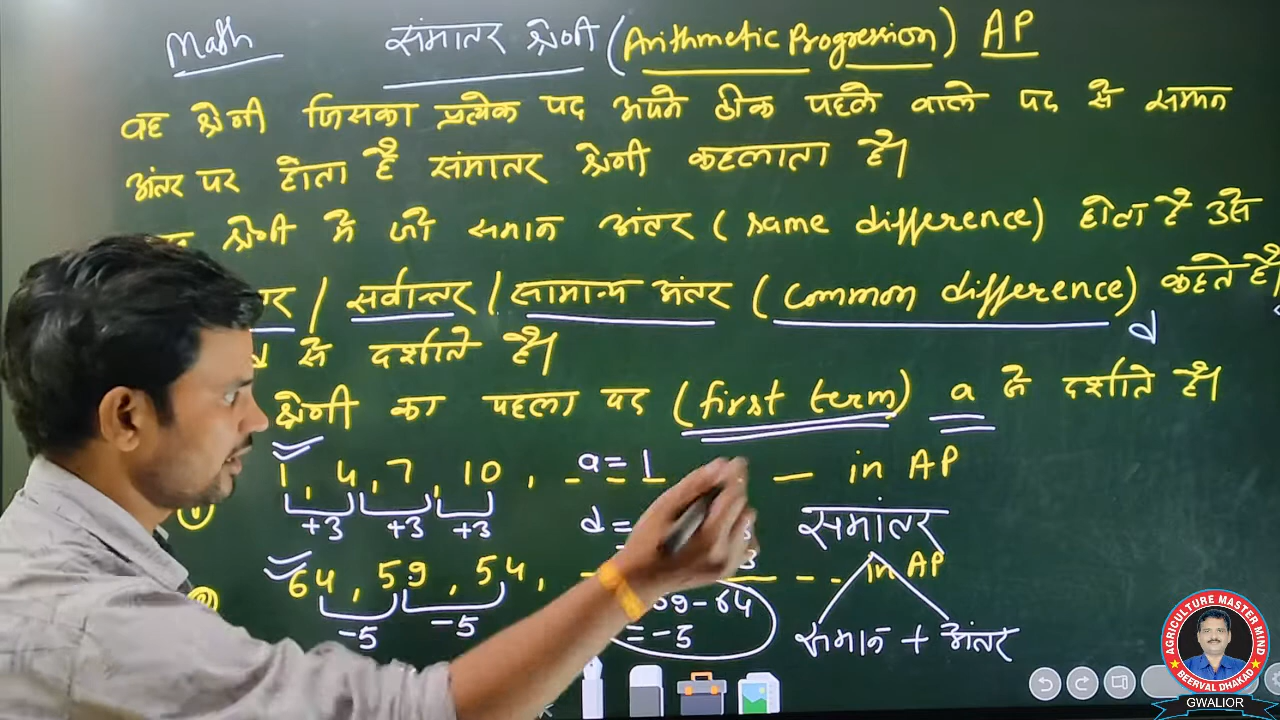 Math समांतर श्रेणी (Arithmetic Progression) AP
वह श्रेणी जिसका प्रत्येक पद अपने ठीक पहले वाले पद से समान
अंतर पर होता है समांतर श्रेणी कहलाता है।
श्रेणी में जो समान अंतर (same difference) होता है उसे
/ सर्वान्तर / सामान्य अंतर (common difference) कहते है।
d
से दर्शाते है।
श्रेणी का पहला पद (first term) a से दर्शाते है।
1, 4, 7, 10, - - - in AP
a = 1
+3 +3 +3
d =
समांतर
64, 59, 54, - - - in AP
-5 -5
59-64
= -5
समान + अंतर
AGRICULTURE MASTER MIND
BEERVAL DHAKAD
GWALIOR